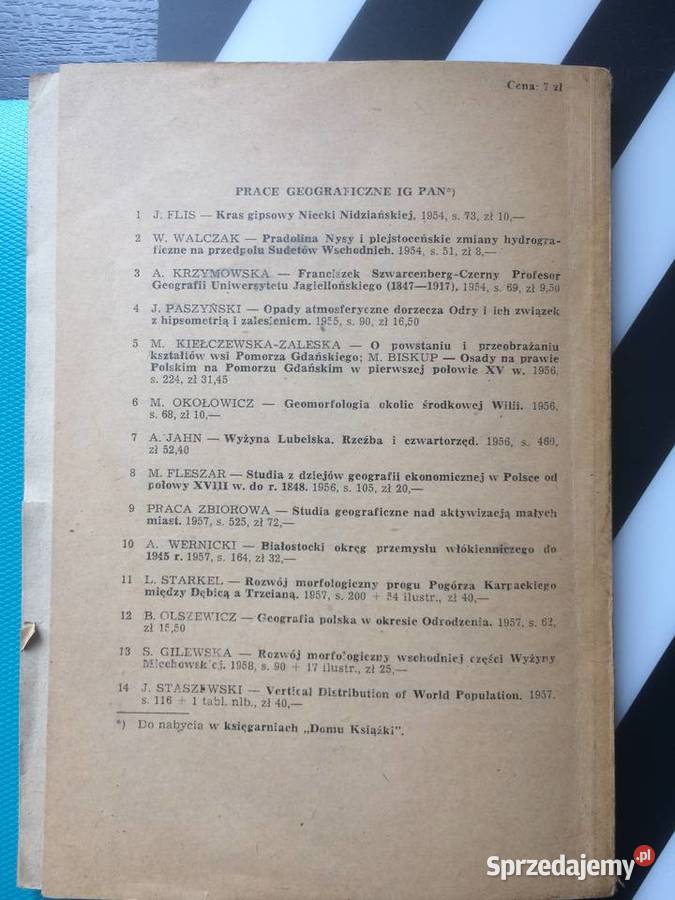 Cena: 7 zł
PRACE GEOGRAFICZNE IG PAN*)
1 J. FLIS — Kras gipsowy Niecki Nidziańskiej, 1954, s. 73, zł 10,—
2 W. WALCZAK — Pradolina Nysy i plejstoceńskie zmiany hydrogra-
ficzne na przedpolu Sudetów Wschodnich. 1954, s. 51, zł 8,—
3 A. KRZYMOWSKA — Franciszek Szwarcenberg-Czerny Profesor
Geografii Uniwersytetu Jagiellońskiego (1847—1917). 1954, s. 69, zł 9,50
4 J. PASZYŃSKI — Opady atmosferyczne dorzecza Odry i ich związek
z hipsometrią i zalesieniem. 1955, s. 90, zł 16,50
5 M. KIEŁCZEWSKA-ZALESKA — O powstaniu i przeobrażaniu
kształtów wsi Pomorza Gdańskiego; M. BISKUP — Osady na prawie
Polskim na Pomorzu Gdańskim w pierwszej połowie XV w. 1956,
s. 224, zł 31,45
6 M. OKOŁOWICZ — Geomorfologia okolic środkowej Wilii. 1956,
s. 68, zł 10,—
7 A. JAHN — Wyżyna Lubelska. Rzeźba i czwartorzęd. 1956, s. 460,
zł 52,40
8 M. FLESZAR — Studia z dziejów geografii ekonomicznej w Polsce od
połowy XVIII w. do r. 1848. 1956, s. 105, zł 20,—
9 PRACA ZBIOROWA — Studia geograficzne nad aktywizacją małych
miast. 1957, s. 525, zł 72,—
10 A. WERNICKI — Białostocki okręg przemysłu włókienniczego do
1945 r. 1957, s. 164, zł 32,—
11 L. STARKEL — Rozwój morfologiczny progu Pogórza Karpackiego
między Dębicą a Trzcianą. 1957, s. 200 + 54 ilustr., zł 40,—
12 B. OLSZEWICZ — Geografia polska w okresie Odrodzenia. 1957, s. 62,
zł 15,50
13 S. GILEWSKA — Rozwój morfologiczny wschodniej części Wyżyny
Miechowskiej. 1958, s. 90 + 17 ilustr., zł 25,—
14 J. STASZEWSKI — Vertical Distribution of World Population. 1957.
s. 116 + 1 tabl. nlb., zł 40,—
*) Do nabycia w księgarniach „Domu Książki".
Sprzedajemy.pl